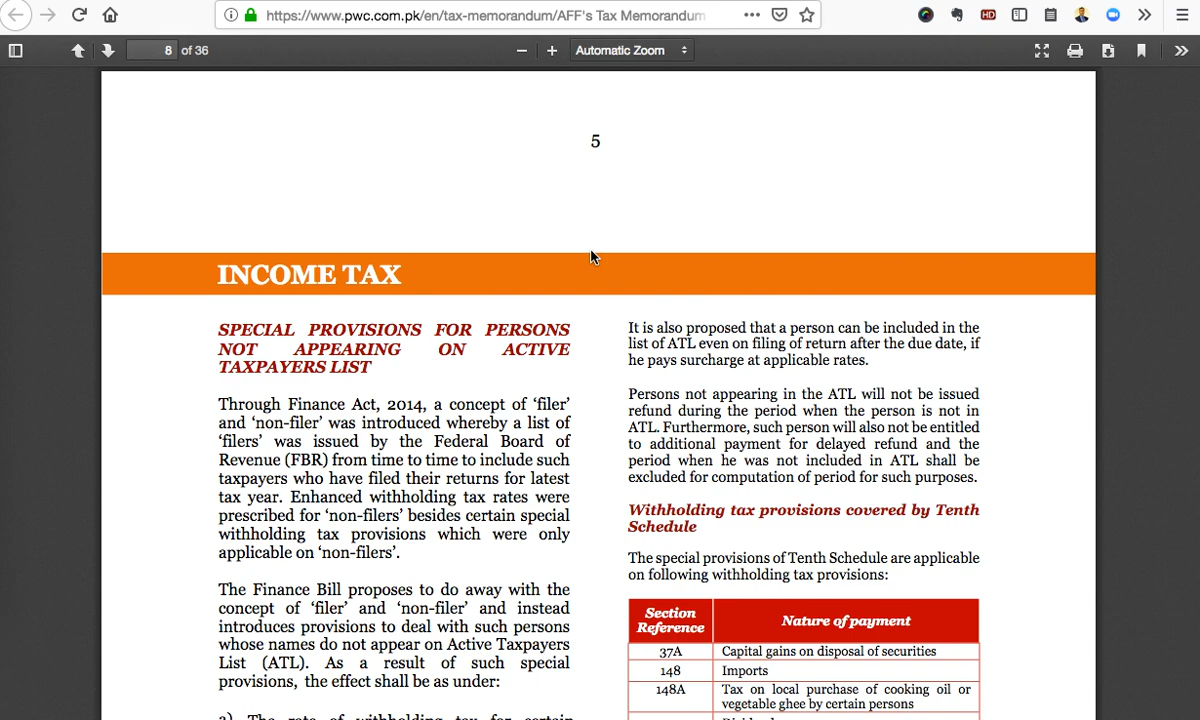 https://www.pwc.com.pk/en/tax-memorandum/AFF's Tax Memorandum
HD
8 of 36
Automatic Zoom
5
INCOME TAX
SPECIAL PROVISIONS FOR PERSONS
NOT APPEARING ON ACTIVE
TAXPAYERS LIST
Through Finance Act, 2014, a concept of ‘filer’
and ‘non-filer’ was introduced whereby a list of
‘filers’ was issued by the Federal Board of
Revenue (FBR) from time to time to include such
taxpayers who have filed their returns for latest
tax year. Enhanced withholding tax rates were
prescribed for ‘non-filers’ besides certain special
withholding tax provisions which were only
applicable on ‘non-filers’.
The Finance Bill proposes to do away with the
concept of ‘filer’ and ‘non-filer’ and instead
introduces provisions to deal with such persons
whose names do not appear on Active Taxpayers
List (ATL). As a result of such special
provisions, the effect shall be as under:
a) The rate of withholding tax for certain
It is also proposed that a person can be included in the
list of ATL even on filing of return after the due date, if
he pays surcharge at applicable rates.
Persons not appearing in the ATL will not be issued
refund during the period when the person is not in
ATL. Furthermore, such person will also not be entitled
to additional payment for delayed refund and the
period when he was not included in ATL shall be
excluded for computation of period for such purposes.
Withholding tax provisions covered by Tenth
Schedule
The special provisions of Tenth Schedule are applicable
on following withholding tax provisions:
Section Reference Nature of payment
37A Capital gains on disposal of securities
148 Imports
148A Tax on local purchase of cooking oil or
vegetable ghee by certain persons